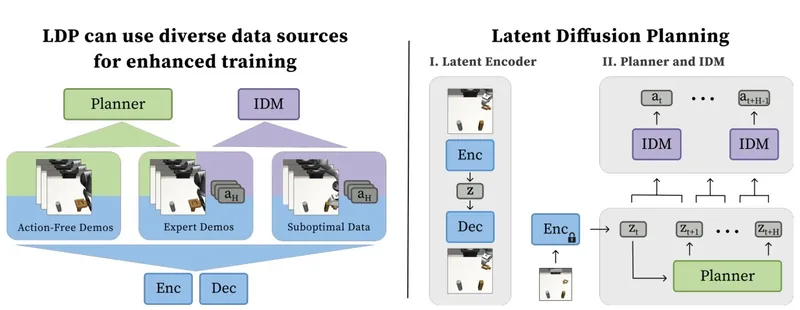 LDP can use diverse data sources
for enhanced training
Planner
IDM
a_H
a_H
Action-Free Demos
Expert Demos
Suboptimal Data
Enc
Dec
Latent Diffusion Planning
I. Latent Encoder
II. Planner and IDM
Enc
z
Dec
a_t
• • •
a_t+H-1
IDM
IDM
Enc
z_t
z_t+1
• • •
z_t+H
Planner